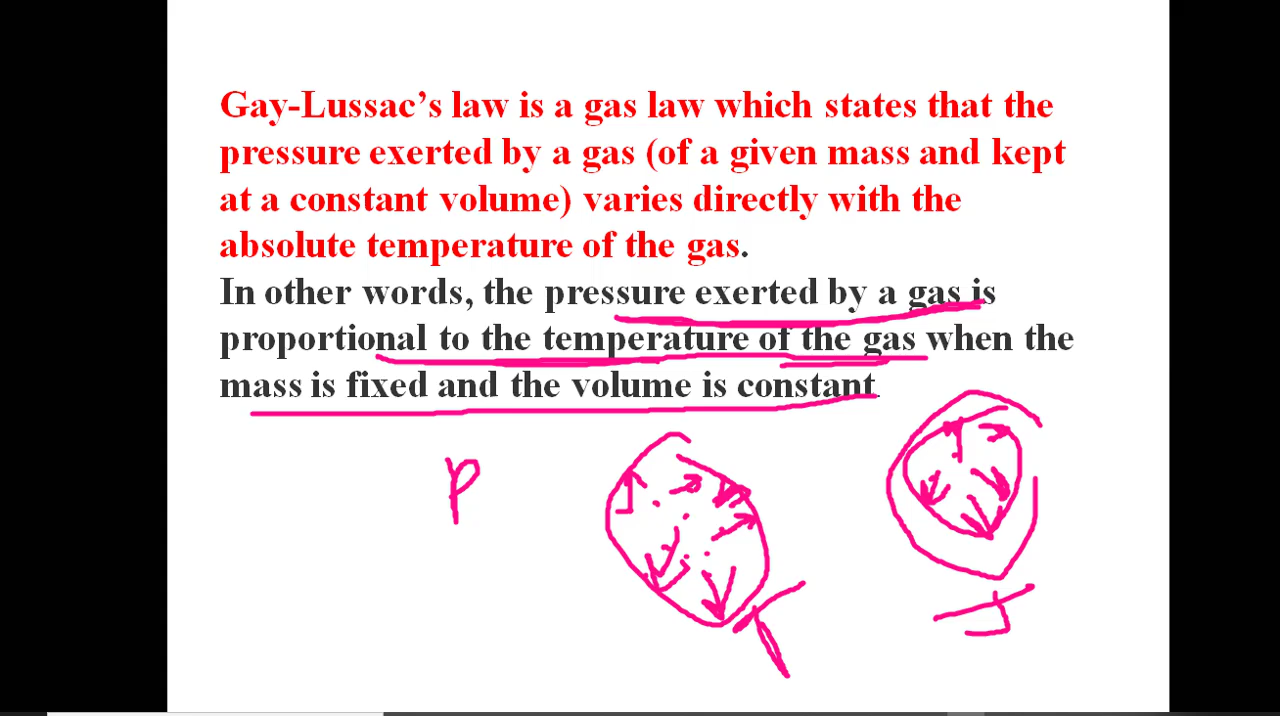 Gay-Lussac’s law is a gas law which states that the
pressure exerted by a gas (of a given mass and kept
at a constant volume) varies directly with the
absolute temperature of the gas.
In other words, the pressure exerted by a gas is
proportional to the temperature of the gas when the
mass is fixed and the volume is constant.
P